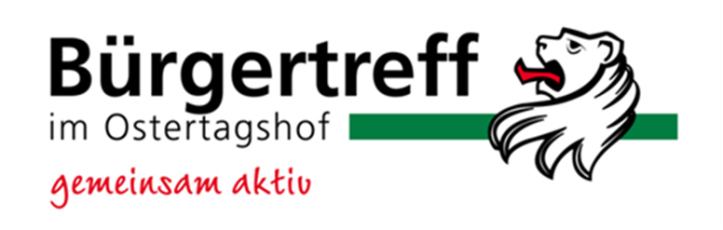 Bürgertreff
im Ostertagshof
gemeinsam aktiv